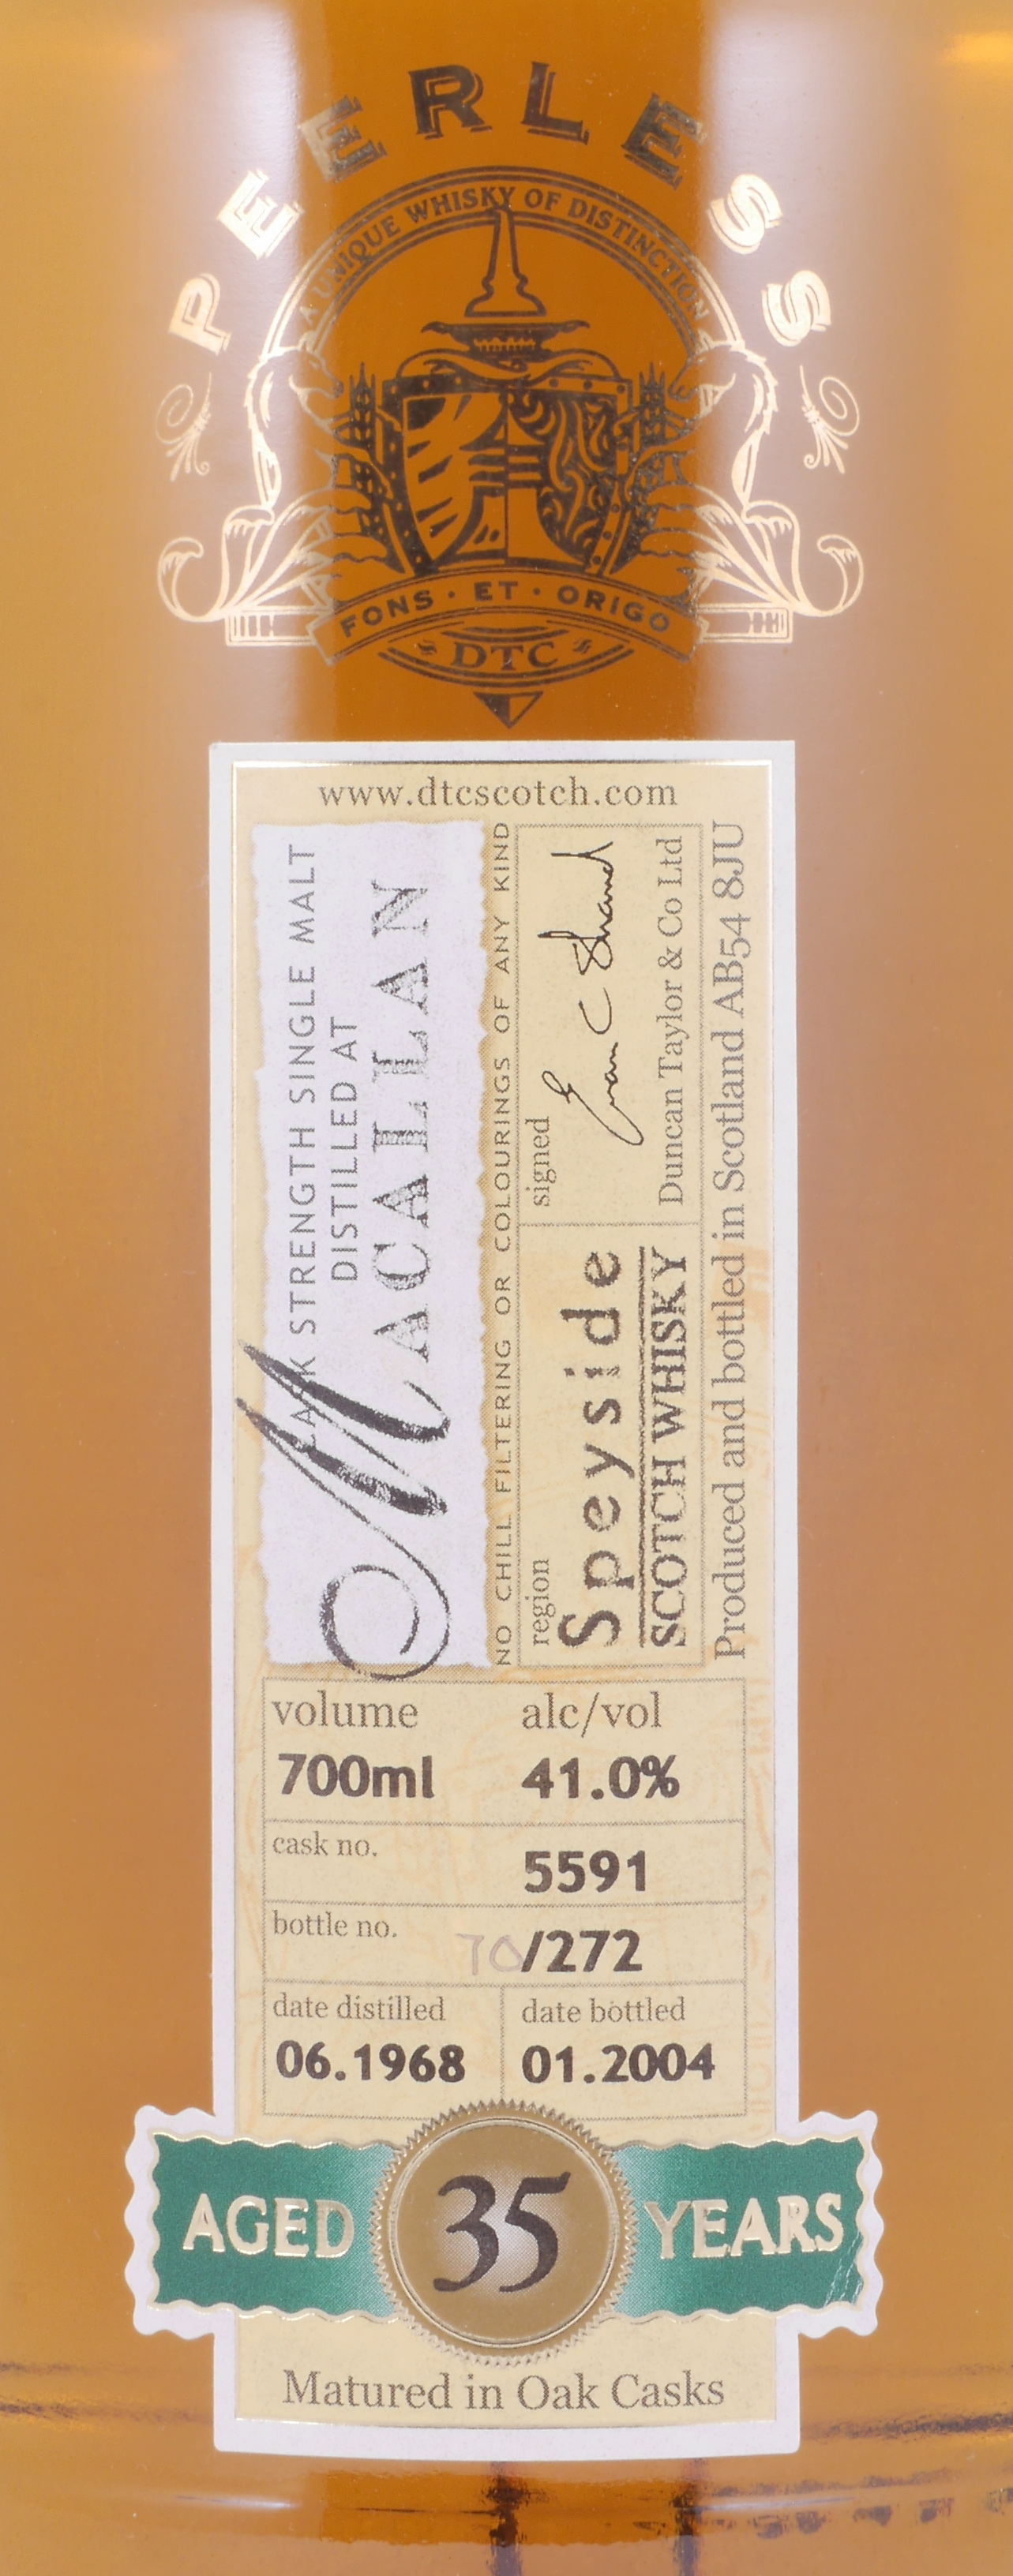 PEERLESS
A UNIQUE WHISKY OF DISTINCTION
FONS · ET · ORIGO
DTC
www.dtcscotch.com
CASK STRENGTH SINGLE MALT
DISTILLED AT
MACALLAN
NO CHILL FILTERING OR COLOURINGS OF ANY KIND
region
Speyside
SCOTCH WHISKY
signed
Euan C Shand
Duncan Taylor & Co Ltd
Produced and bottled in Scotland AB54 8JU
volume alc/vol
700ml 41.0%
cask no. 5591
bottle no. 70/272
date distilled date bottled
06.1968 01.2004
AGED 35 YEARS
Matured in Oak Casks